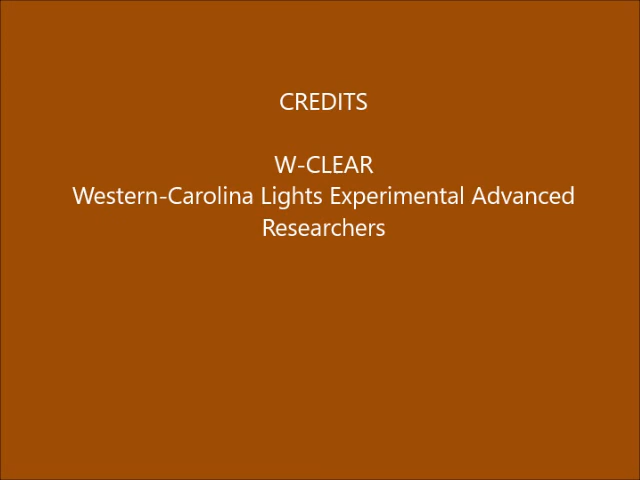 CREDITS
W-CLEAR
Western-Carolina Lights Experimental Advanced
Researchers